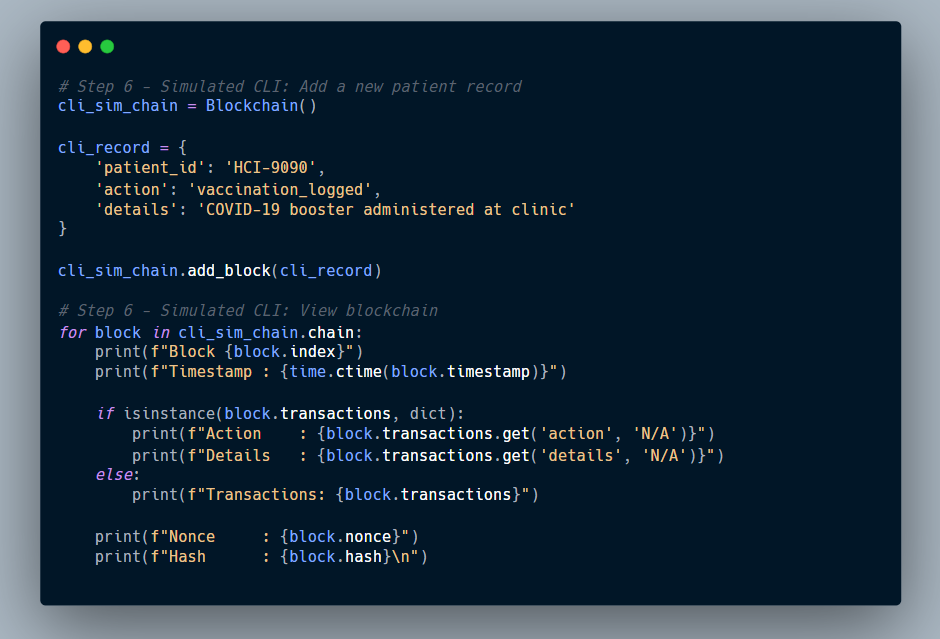 # Step 6 - Simulated CLI: Add a new patient record
cli_sim_chain = Blockchain()

cli_record = {
    'patient_id': 'HCI-9090',
    'action': 'vaccination_logged',
    'details': 'COVID-19 booster administered at clinic'
}

cli_sim_chain.add_block(cli_record)

# Step 6 - Simulated CLI: View blockchain
for block in cli_sim_chain.chain:
    print(f"Block {block.index}")
    print(f"Timestamp : {time.ctime(block.timestamp)}")

    if isinstance(block.transactions, dict):
        print(f"Action    : {block.transactions.get('action', 'N/A')}")
        print(f"Details   : {block.transactions.get('details', 'N/A')}")
    else:
        print(f"Transactions: {block.transactions}")

    print(f"Nonce     : {block.nonce}")
    print(f"Hash      : {block.hash}\n")